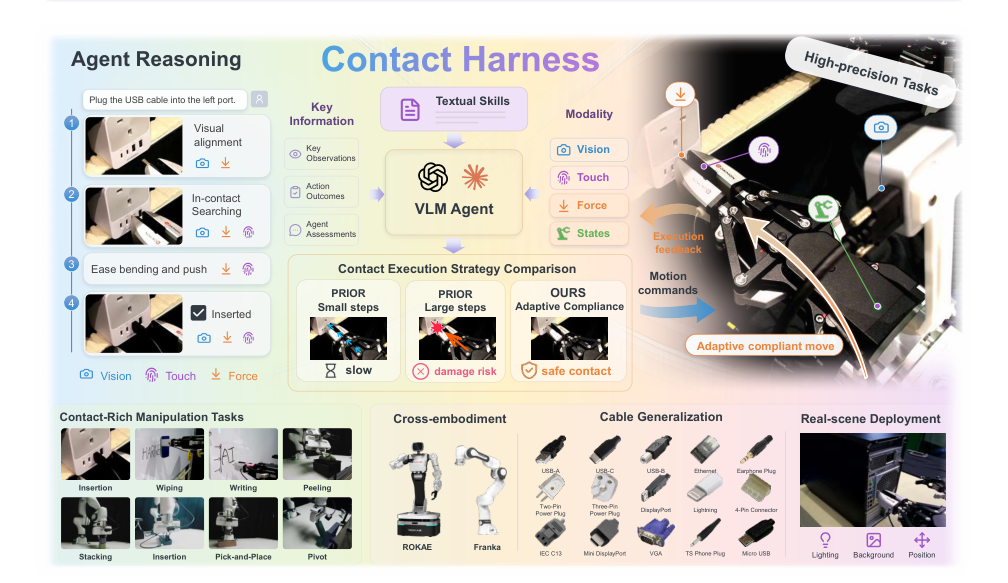 Agent Reasoning
Contact Harness
High-precision Tasks
Plug the USB cable into the left port.
1
Visual
alignment
2
In-contact
Searching
3
Ease bending and push
4
Inserted
Vision
Touch
Force
Key
Information
Key
Observations
Action
Outcomes
Agent
Assessments
Textual Skills
VLM Agent
Modality
Vision
Touch
Force
States
Execution
feedback
Motion
commands
Adaptive compliant move
Contact Execution Strategy Comparison
PRIOR
Small steps
slow
PRIOR
Large steps
damage risk
OURS
Adaptive Compliance
safe contact
Contact-Rich Manipulation Tasks
Insertion
Wiping
Writing
Peeling
Stacking
Insertion
Pick-and-Place
Pivot
Cross-embodiment
ROKAE
Franka
Cable Generalization
USB-A
USB-C
USB-B
Ethernet
Earphone Plug
Two-Pin
Power Plug
Three-Pin
Power Plug
DisplayPort
Lightning
4-Pin Connector
IEC C13
Mini DisplayPort
VGA
TS Phone Plug
Micro USB
Real-scene Deployment
Lighting
Background
Position